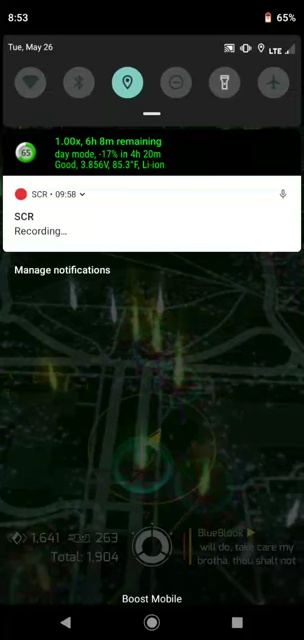 8:53
65%
Tue, May 26
LTE
65
1.00x, 6h 8m remaining
day mode, -17% in 4h 20m
Good, 3.856V, 85.3°F, Li-ion
SCR • 09:58
SCR
Recording...
Manage notifications
1,641
263
Total: 1,904
BlueBook
will do, take care my
brotha, thou shalt not
Boost Mobile